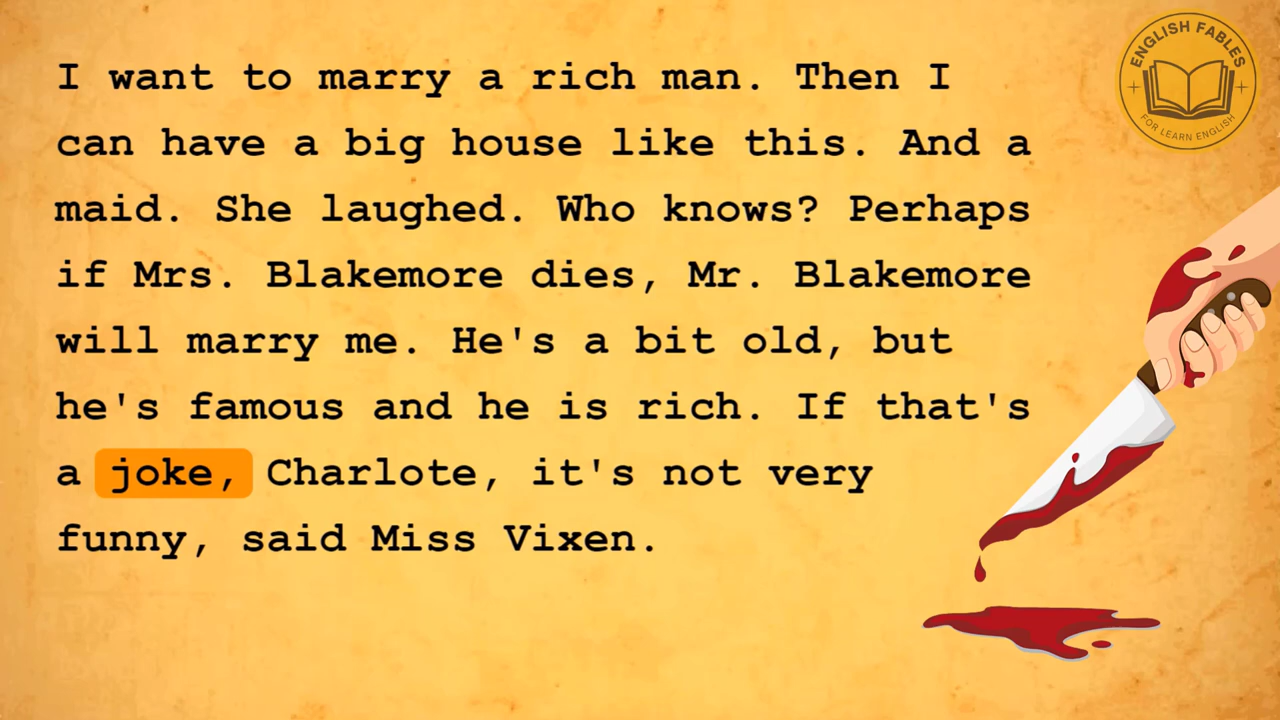 I want to marry a rich man. Then I
can have a big house like this. And a
maid. She laughed. Who knows? Perhaps
if Mrs. Blakemore dies, Mr. Blakemore
will marry me. He's a bit old, but
he's famous and he is rich. If that's
a joke, Charlote, it's not very
funny, said Miss Vixen.
ENGLISH FABLES
FOR LEARN ENGLISH